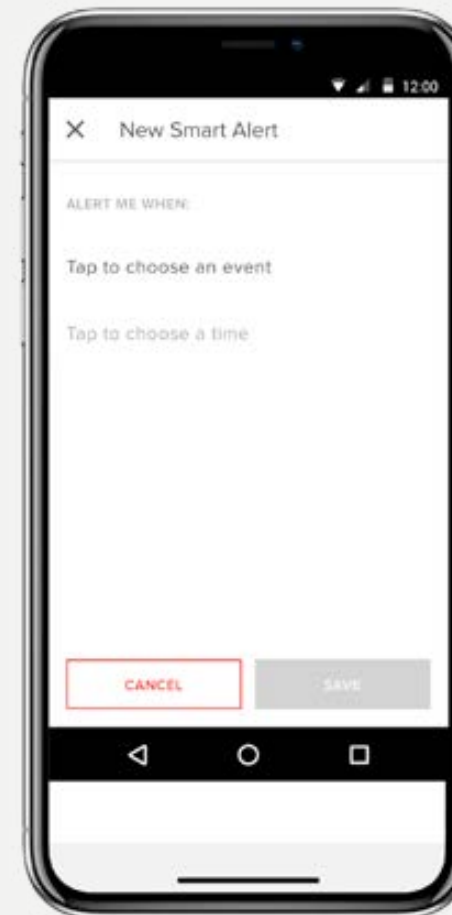 12:00
New Smart Alert
ALERT ME WHEN:
Tap to choose an event
Tap to choose a time
CANCEL SAVE